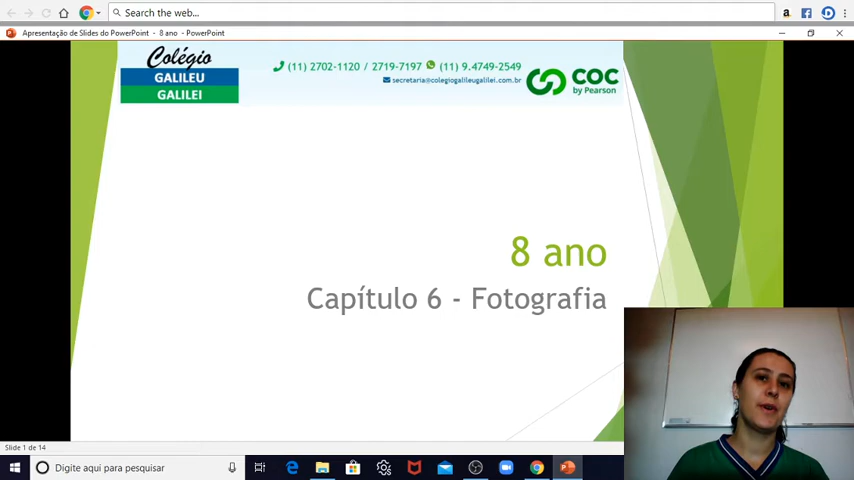 Search the web...
Apresentação de Slides do PowerPoint - 8 ano - PowerPoint
Colégio
GALILEU
GALILEI
(11) 2702-1120 / 2719-7197 (11) 9.4749-2549
secretaria@colegiogalileugalilei.com.br
COC
by Pearson
8 ano
Capítulo 6 - Fotografia
Slide 1 de 14
Digite aqui para pesquisar